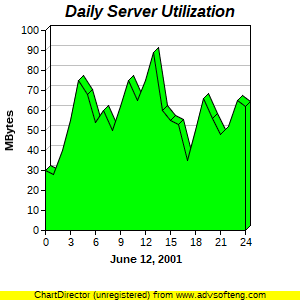 Daily Server Utilization
MBytes
100
90
80
70
60
50
40
30
20
10
0
0 3 6 9 12 15 18 21 24
June 12, 2001
ChartDirector (unregistered) from www.advsofteng.com